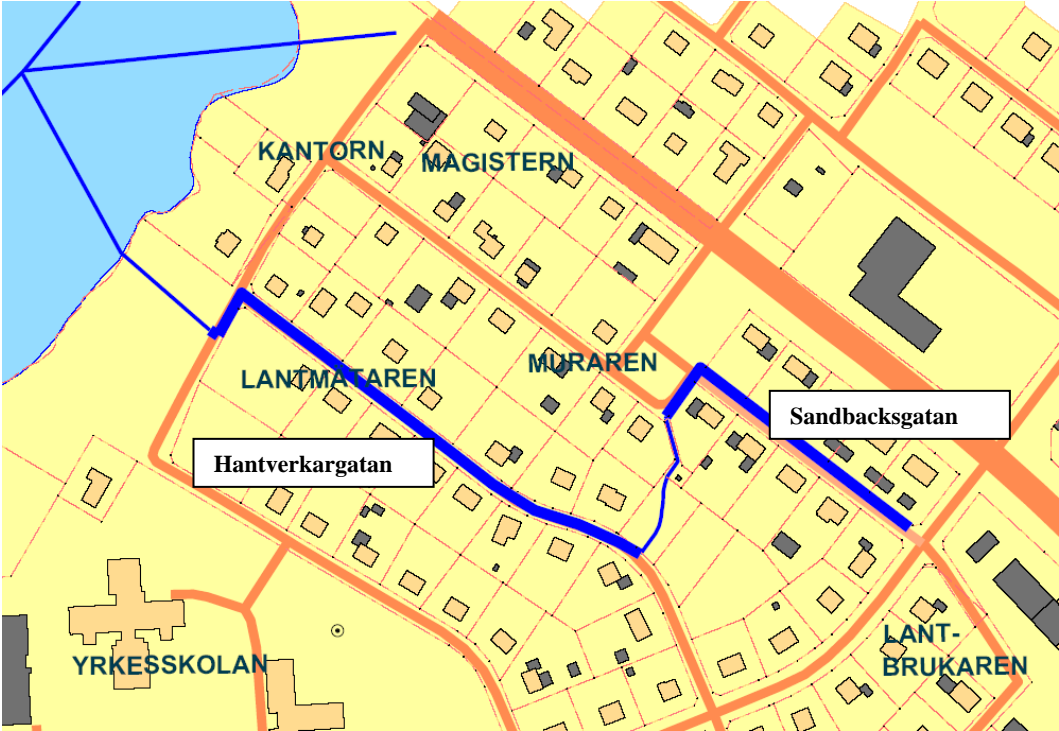 KANTORN
MAGISTERN
MURAREN
LANTMÄTAREN
Sandbacksgatan
Hantverkargatan
LANT-
BRUKAREN
YRKESSKOLAN